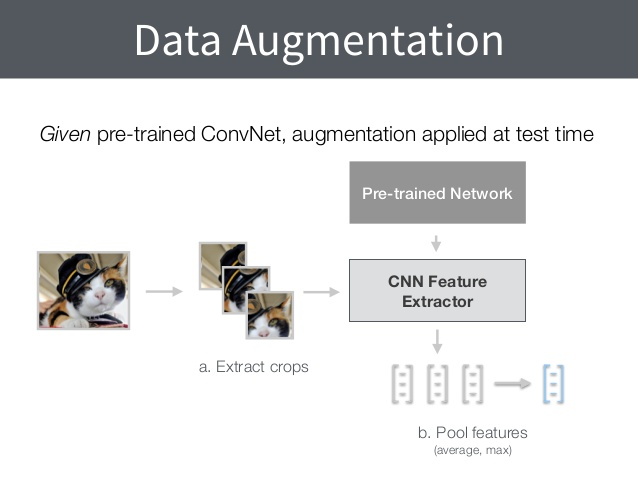 Data Augmentation
Given pre-trained ConvNet, augmentation applied at test time
Pre-trained Network
CNN Feature
Extractor
a. Extract crops
b. Pool features
(average, max)